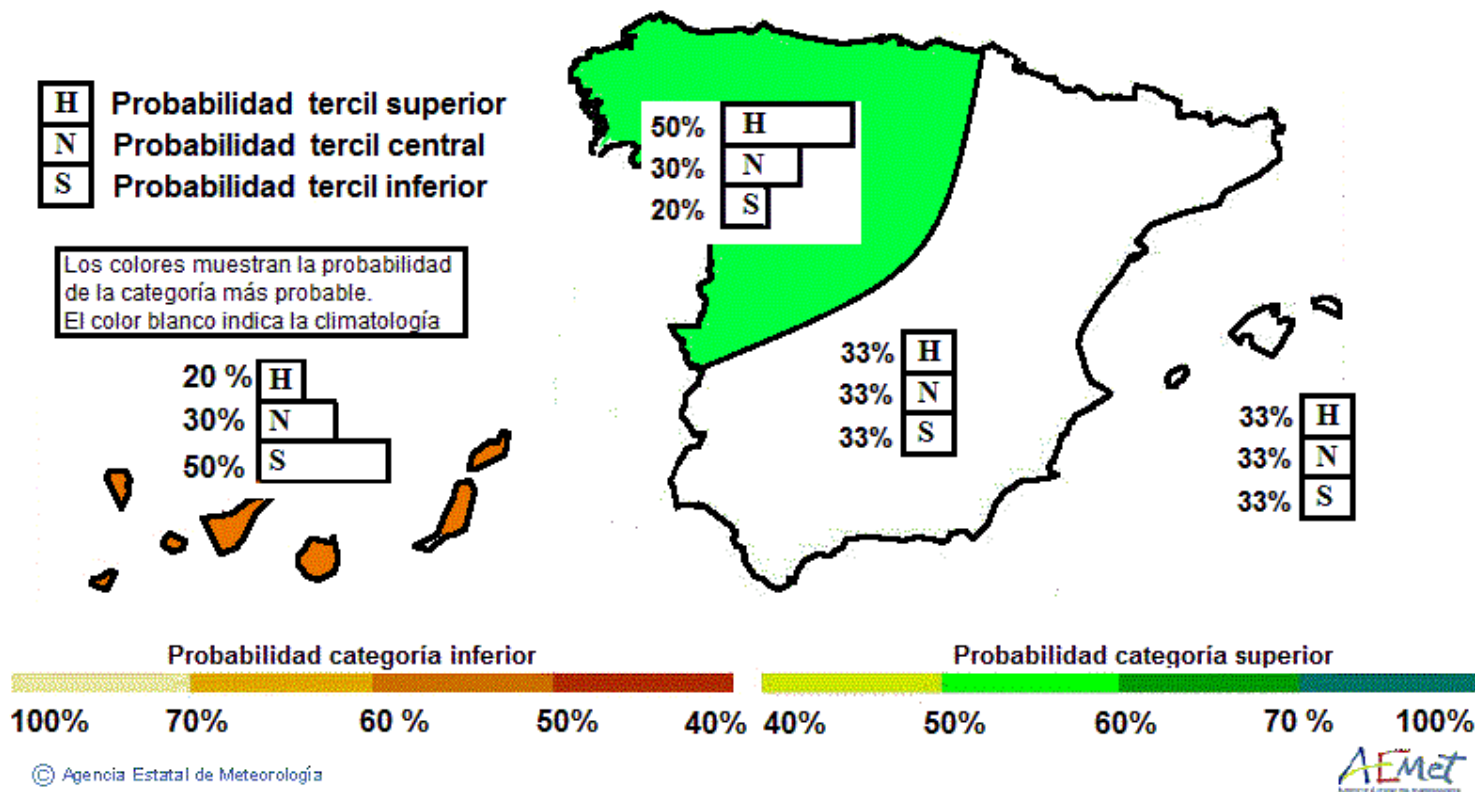 H Probabilidad tercil superior
N Probabilidad tercil central
S Probabilidad tercil inferior
Los colores muestran la probabilidad
de la categoría más probable.
El color blanco indica la climatología
50% H
30% N
20% S
20 % H
30% N
50% S
33% H
33% N
33% S
33% H
33% N
33% S
Probabilidad categoría inferior
100% 70% 60 % 50% 40%
Probabilidad categoría superior
40% 50% 60% 70 % 100%
© Agencia Estatal de Meteorología
AEMet